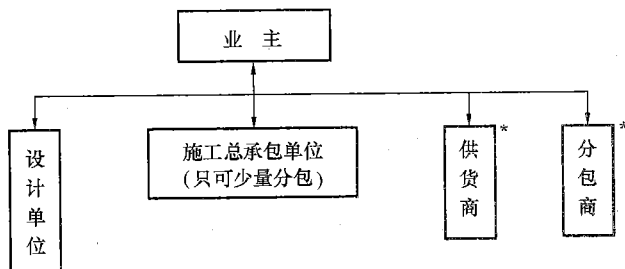 业 主
设计单位
施工总承包单位
(只可少量分包)
供货商
*
分包商
*